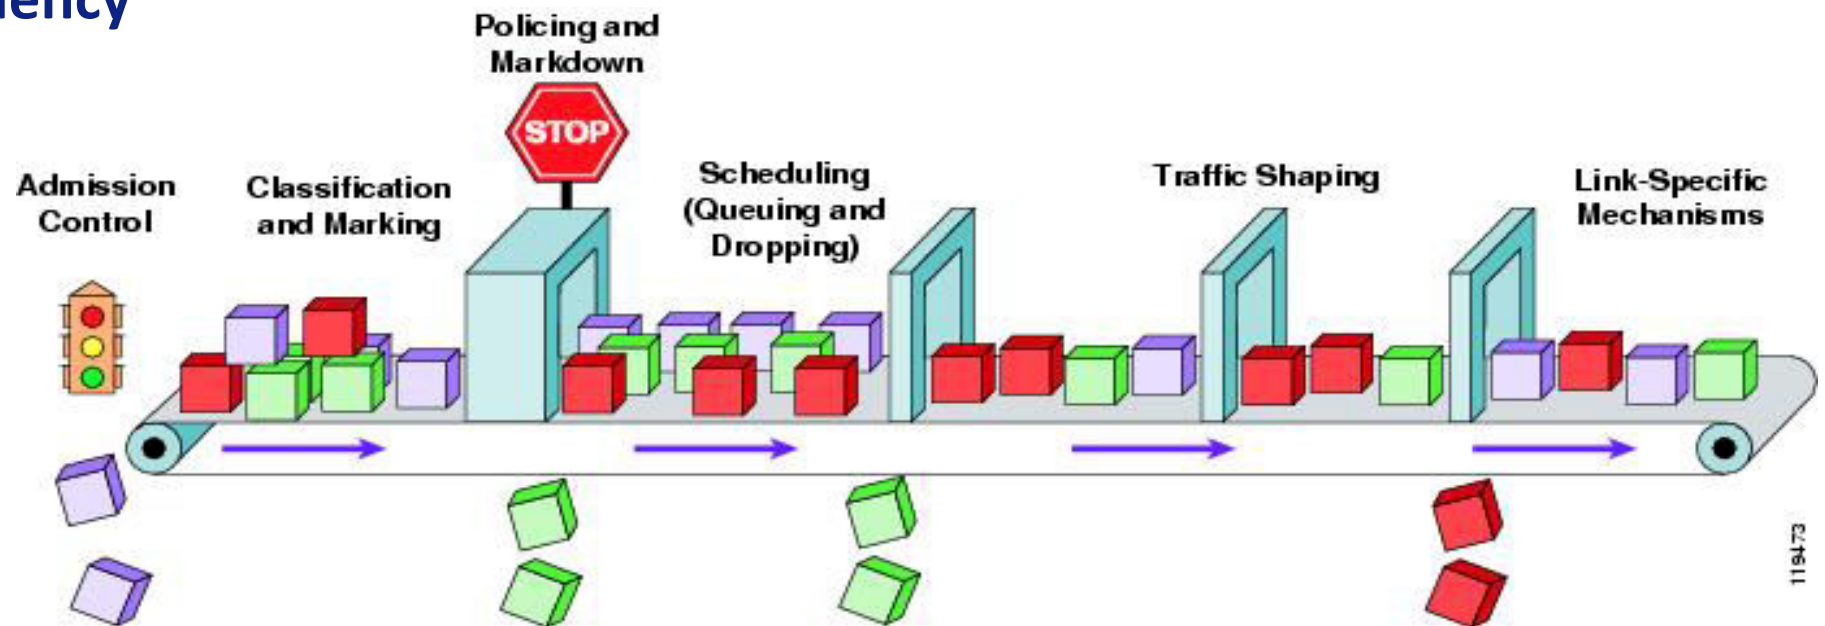 Policing and
Markdown
STOP
Admission
Control
Classification
and Marking
Scheduling
(Queuing and
Dropping)
Traffic Shaping
Link-Specific
Mechanisms
119473